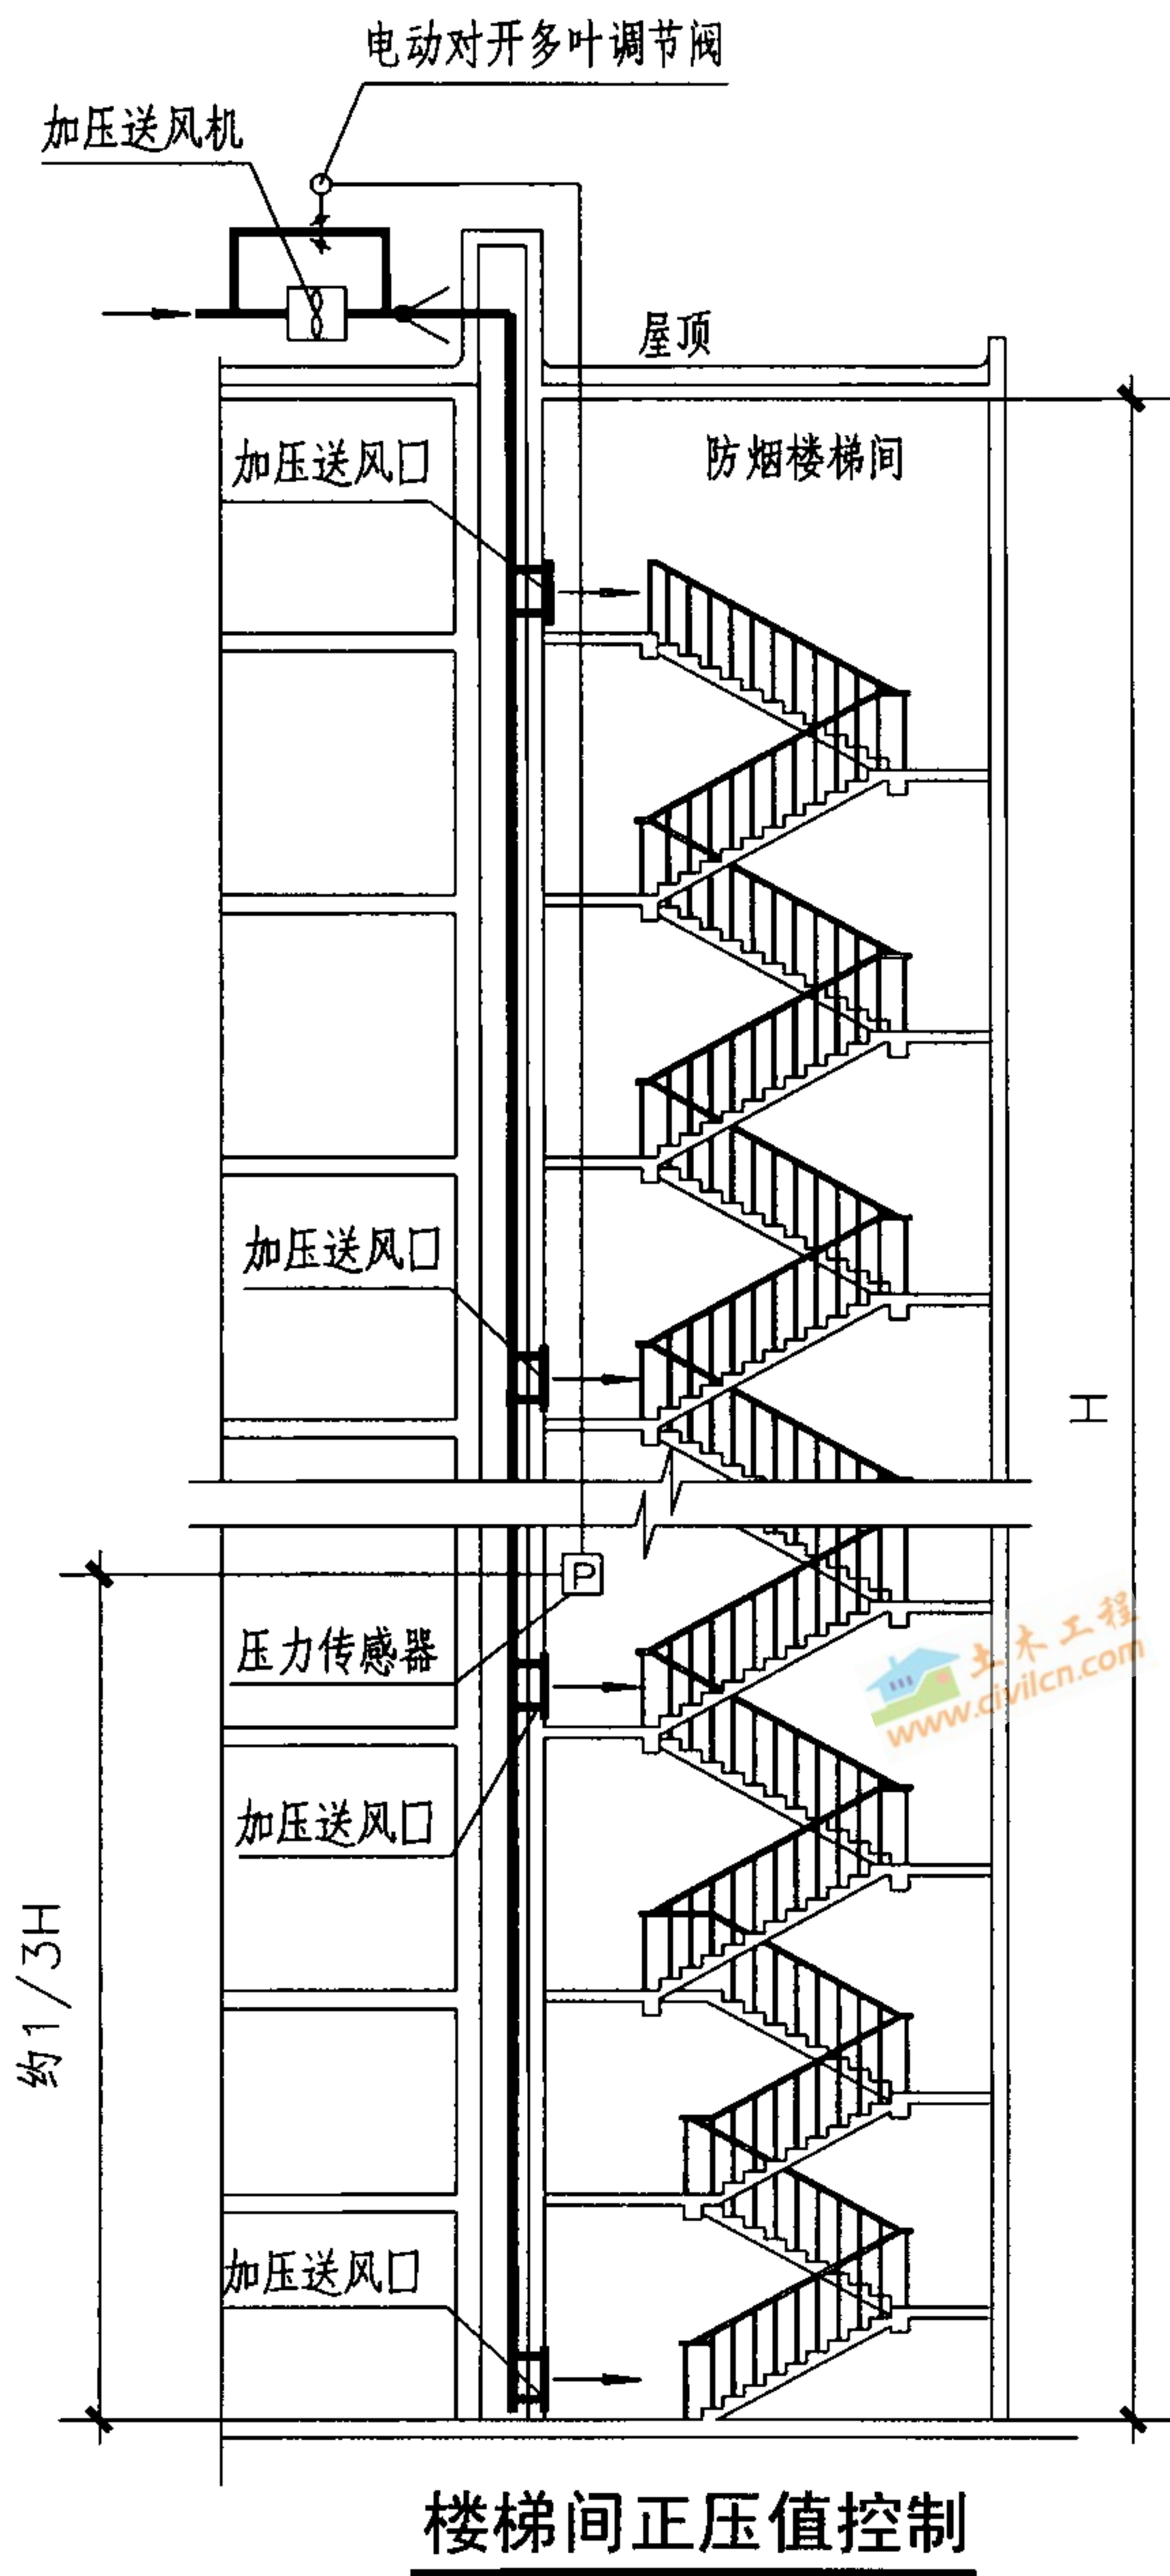 电动对开多叶调节阀
加压送风机
屋顶
加压送风口
防烟楼梯间
加压送风口
H
P
压力传感器
土木工程
www.civilcn.com
加压送风口
约1/3H
加压送风口
楼梯间正压值控制